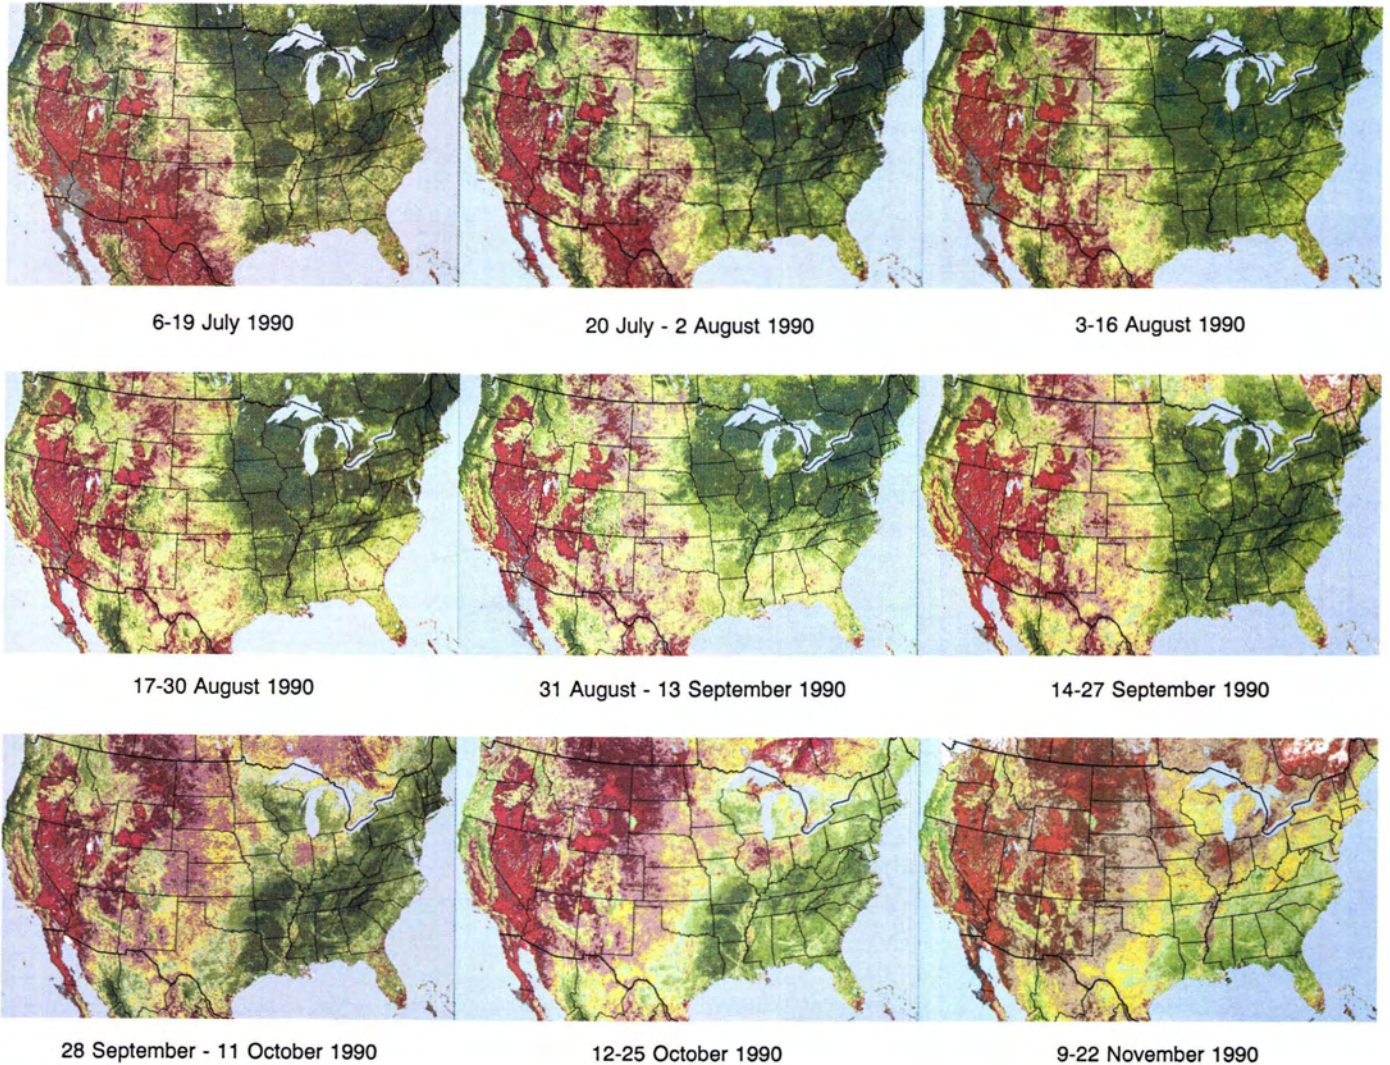 6-19 July 1990
20 July - 2 August 1990
3-16 August 1990
17-30 August 1990
31 August - 13 September 1990
14-27 September 1990
28 September - 11 October 1990
12-25 October 1990
9-22 November 1990